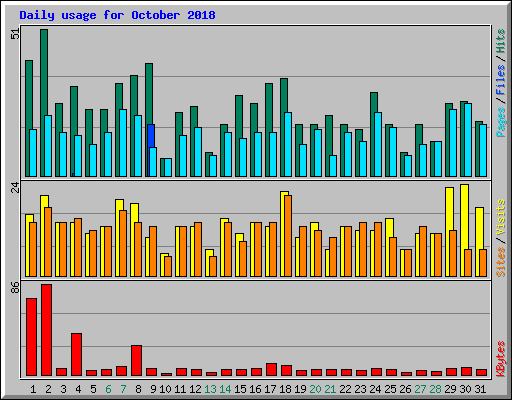 Daily usage for October 2018
51
24
86
Pages / Files / Hits
Sites / Visits
KBytes
1 2 3 4 5 6 7 8 9 10 11 12 13 14 15 16 17 18 19 20 21 22 23 24 25 26 27 28 29 30 31